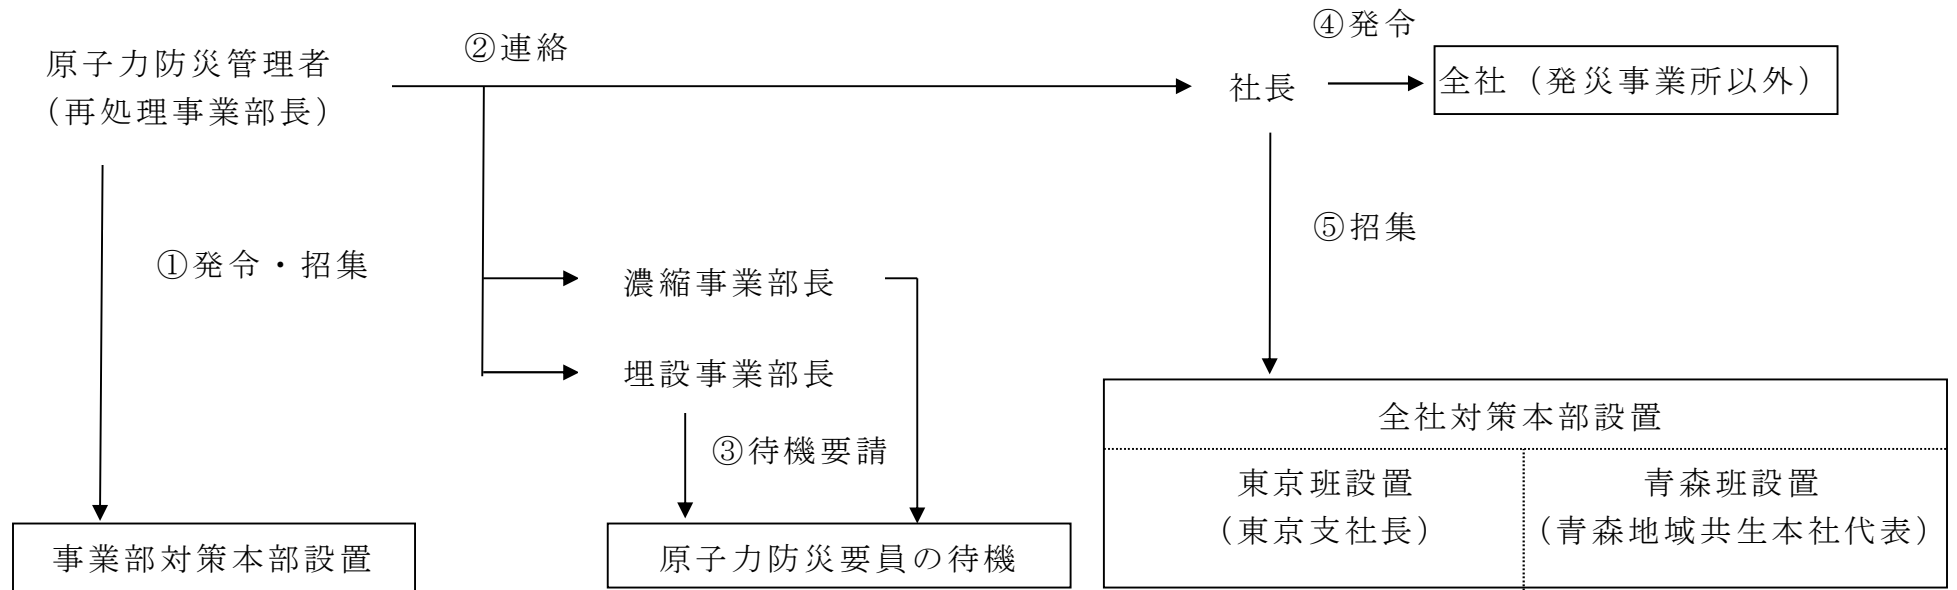 ④発令
②連絡
原子力防災管理者
（再処理事業部長）
社長
全社（発災事業所以外）
⑤招集
①発令・招集
濃縮事業部長
埋設事業部長
③待機要請
全社対策本部設置
東京班設置
（東京支社長）
青森班設置
（青森地域共生本社代表）
事業部対策本部設置
原子力防災要員の待機